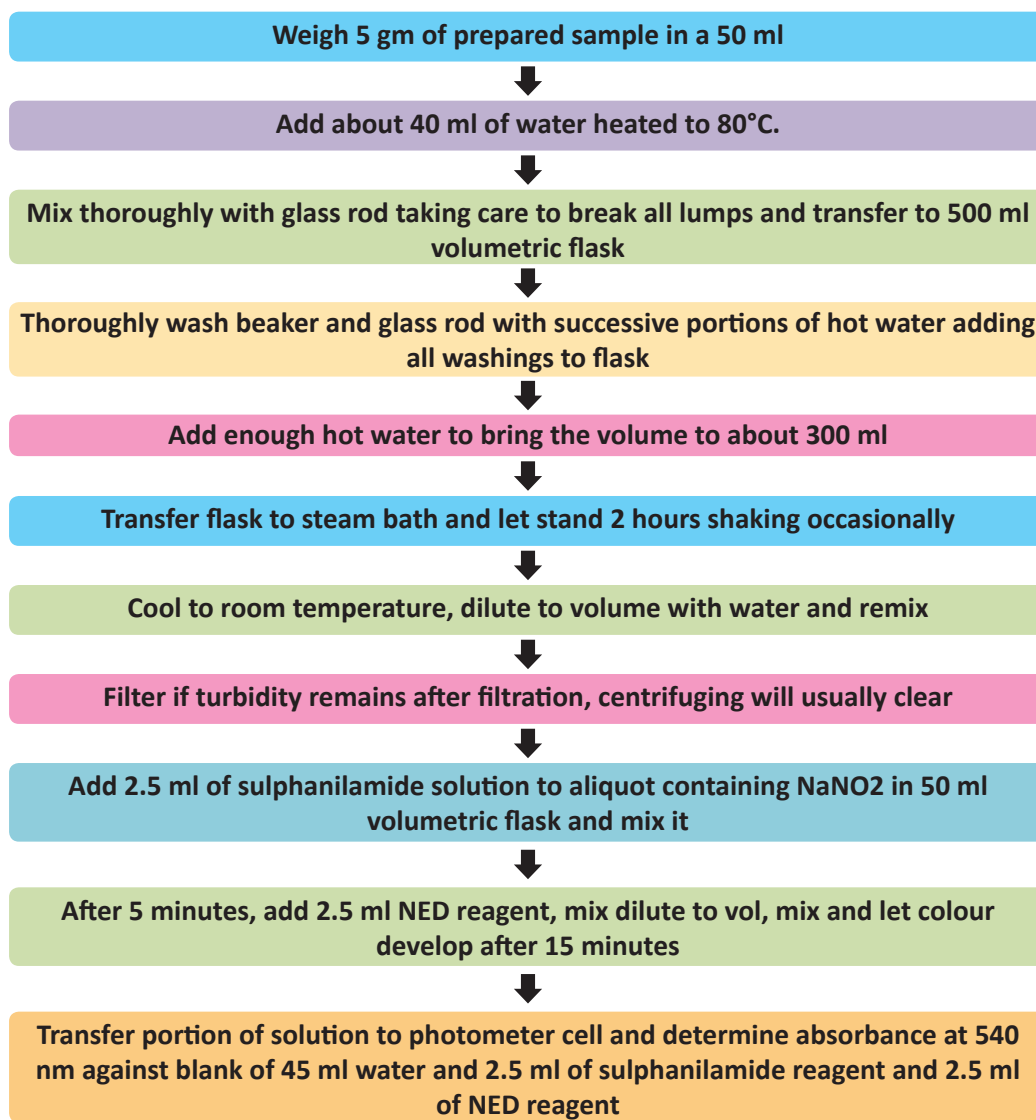 Weigh 5 gm of prepared sample in a 50 ml
Add about 40 ml of water heated to 80°C.
Mix thoroughly with glass rod taking care to break all lumps and transfer to 500 ml
volumetric flask
Thoroughly wash beaker and glass rod with successive portions of hot water adding
all washings to flask
Add enough hot water to bring the volume to about 300 ml
Transfer flask to steam bath and let stand 2 hours shaking occasionally
Cool to room temperature, dilute to volume with water and remix
Filter if turbidity remains after filtration, centrifuging will usually clear
Add 2.5 ml of sulphanilamide solution to aliquot containing NaNO2 in 50 ml
volumetric flask and mix it
After 5 minutes, add 2.5 ml NED reagent, mix dilute to vol, mix and let colour
develop after 15 minutes
Transfer portion of solution to photometer cell and determine absorbance at 540
nm against blank of 45 ml water and 2.5 ml of sulphanilamide reagent and 2.5 ml
of NED reagent